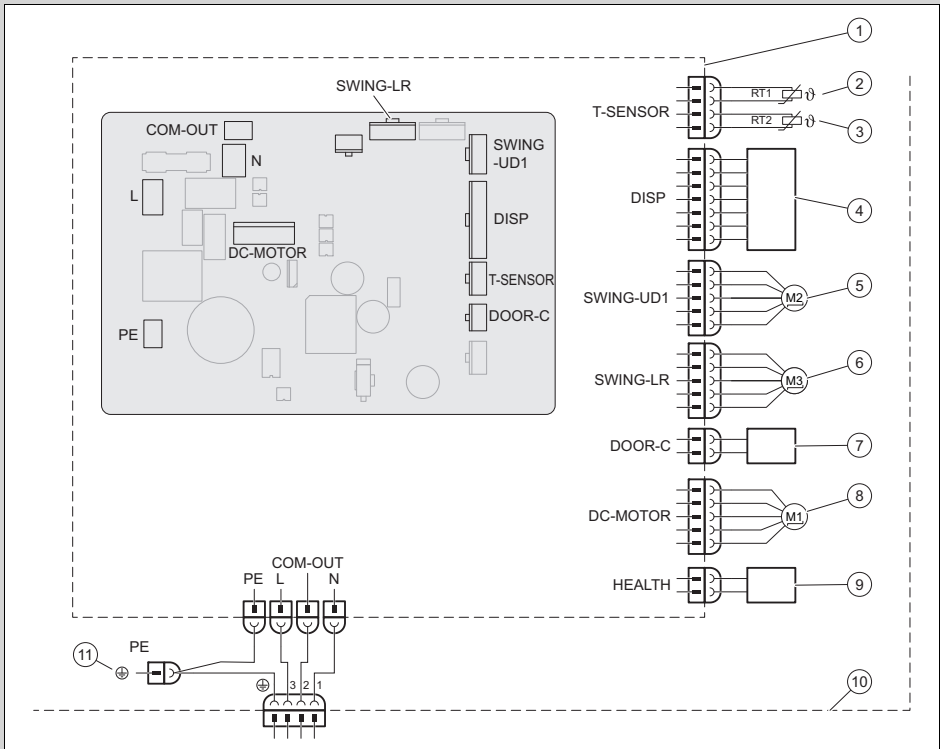 SWING-LR
COM-OUT
N
L
SWING
-UD1
DISP
DC-MOTOR
T-SENSOR
DOOR-C
PE
T-SENSOR
RT1
ϑ
RT2
ϑ
DISP
SWING-UD1
M2
SWING-LR
M3
DOOR-C
DC-MOTOR
M1
HEALTH
1
2
3
4
5
6
7
8
9
10
COM-OUT
PE L N
PE
11
3 2 1